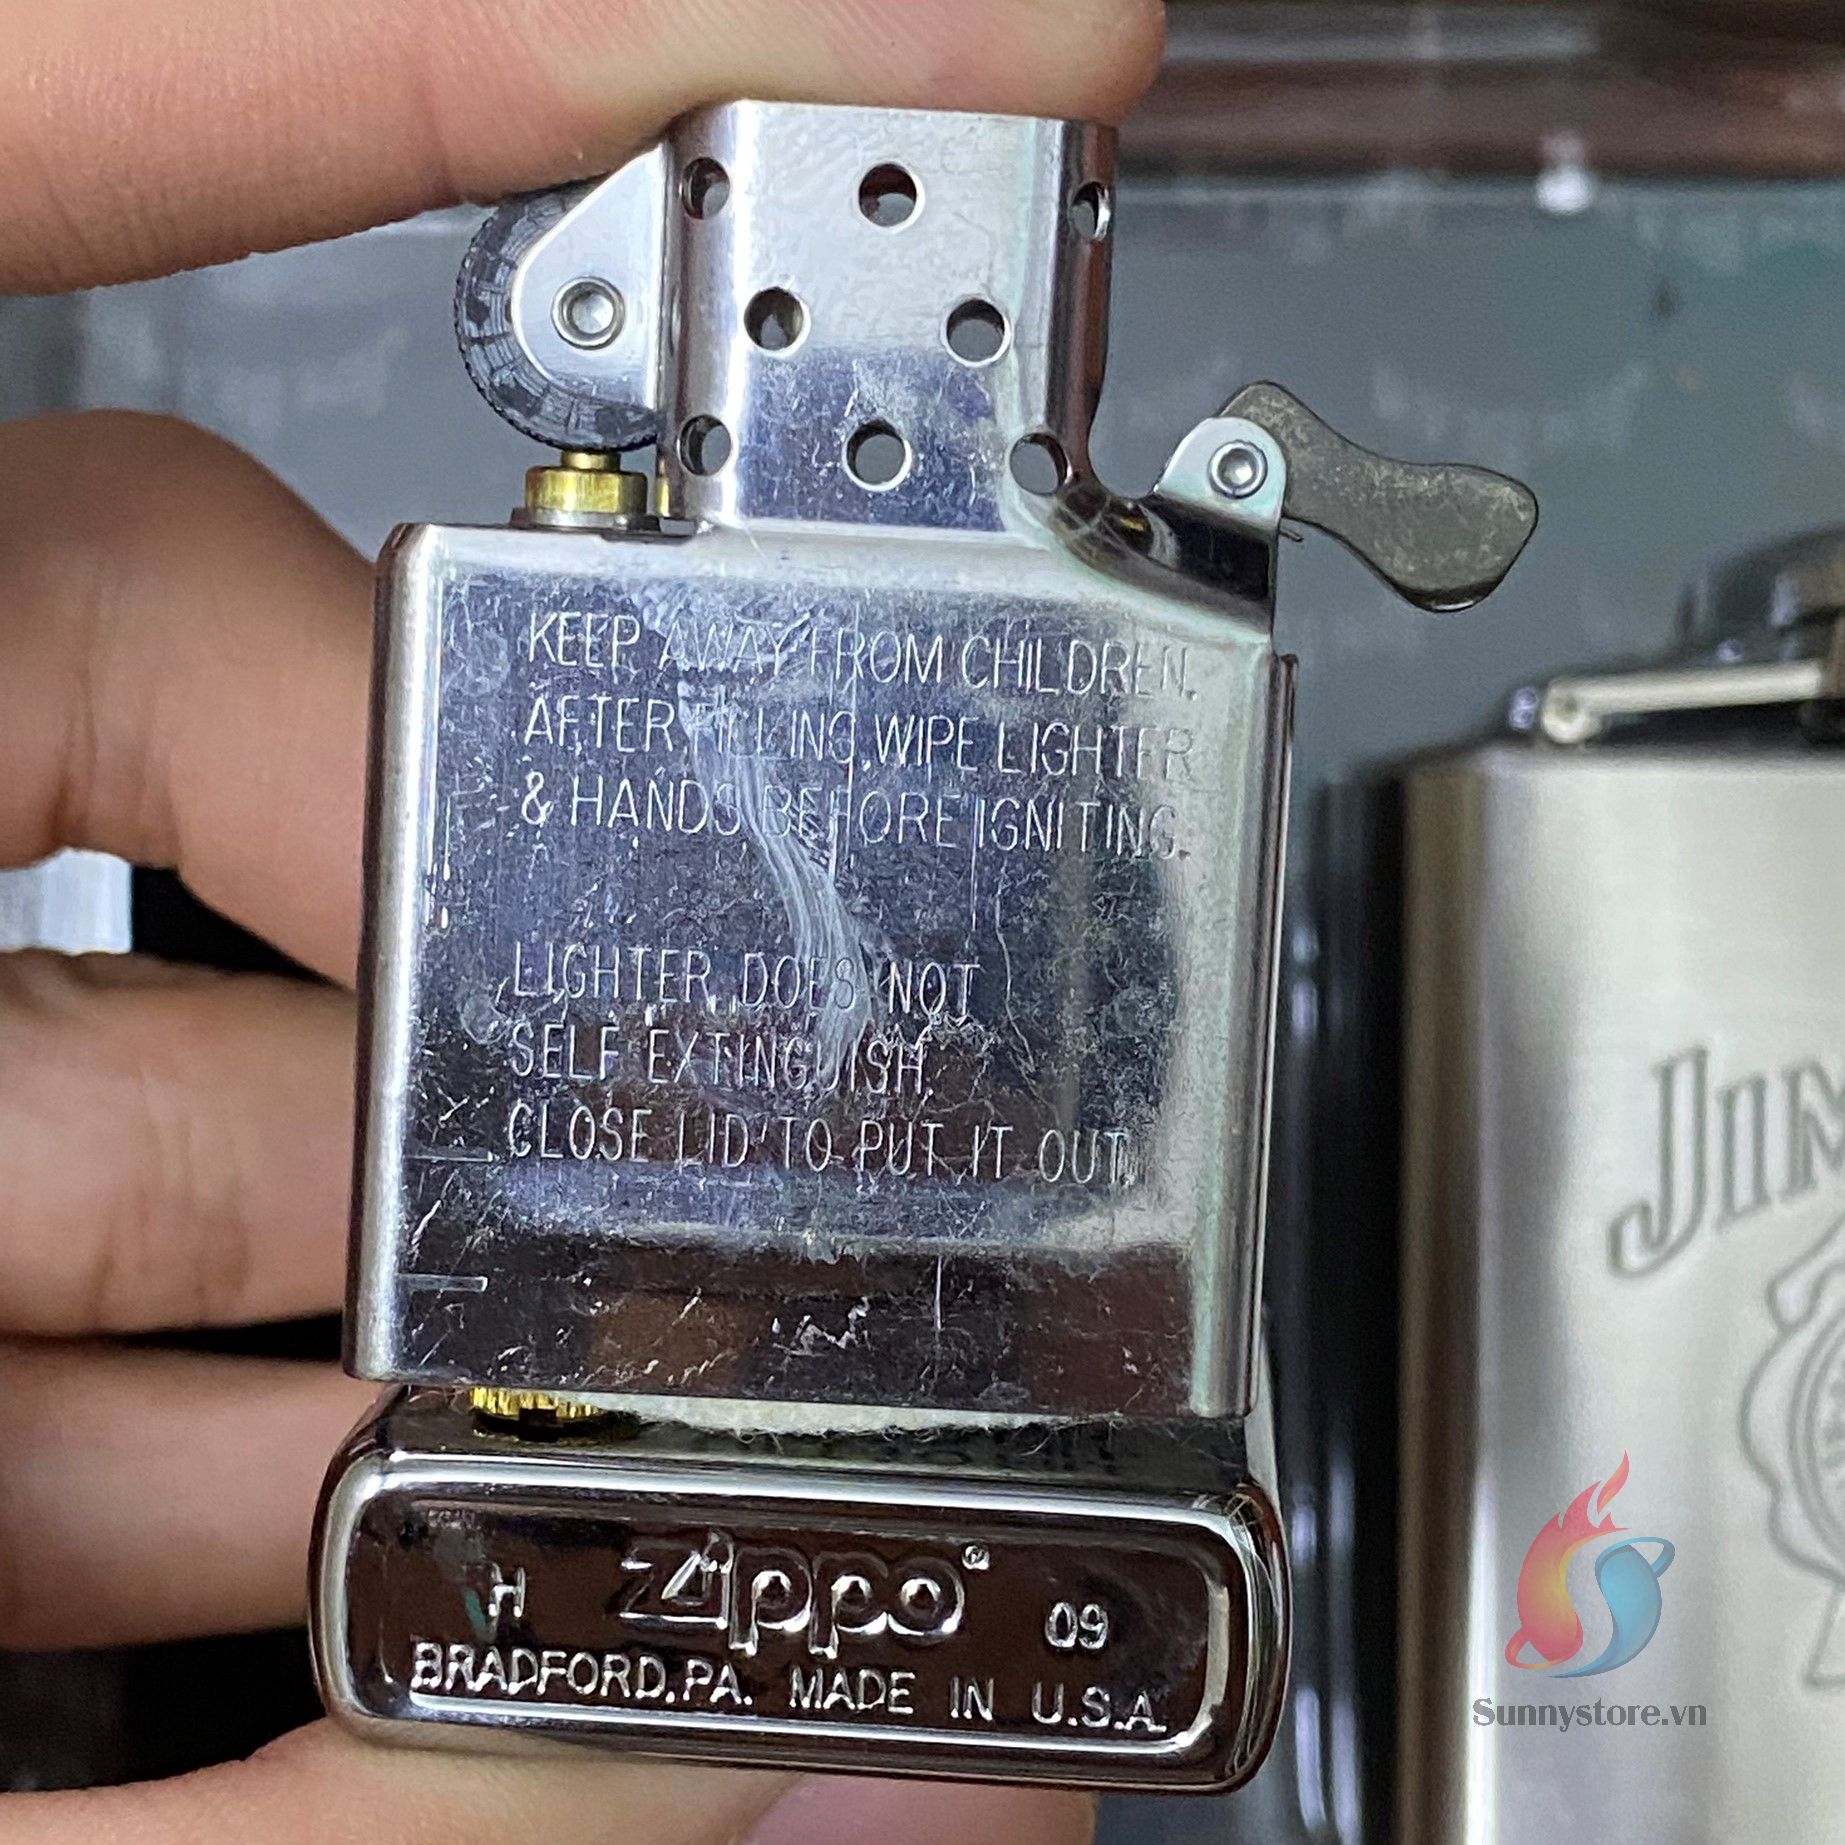 KEEP AWAY FROM CHILDREN.
AFTER FILLING, WIPE LIGHTER
& HANDS BEFORE IGNITING.
LIGHTER DOES NOT
SELF EXTINGUISH.
CLOSE LID TO PUT IT OUT.
H Zippo® 09
BRADFORD, PA. MADE IN U.S.A.
JIM
Sunnystore.vn